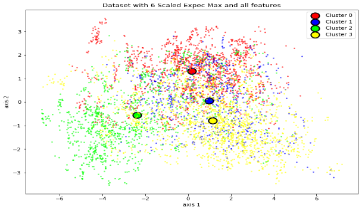 Dataset with 6 Scaled Expec Max and all features
Cluster 0
Cluster 1
Cluster 2
Cluster 3
axis 2
3
2
1
0
−1
−2
−3
−6
−4
−2
0
2
4
6
axis 1